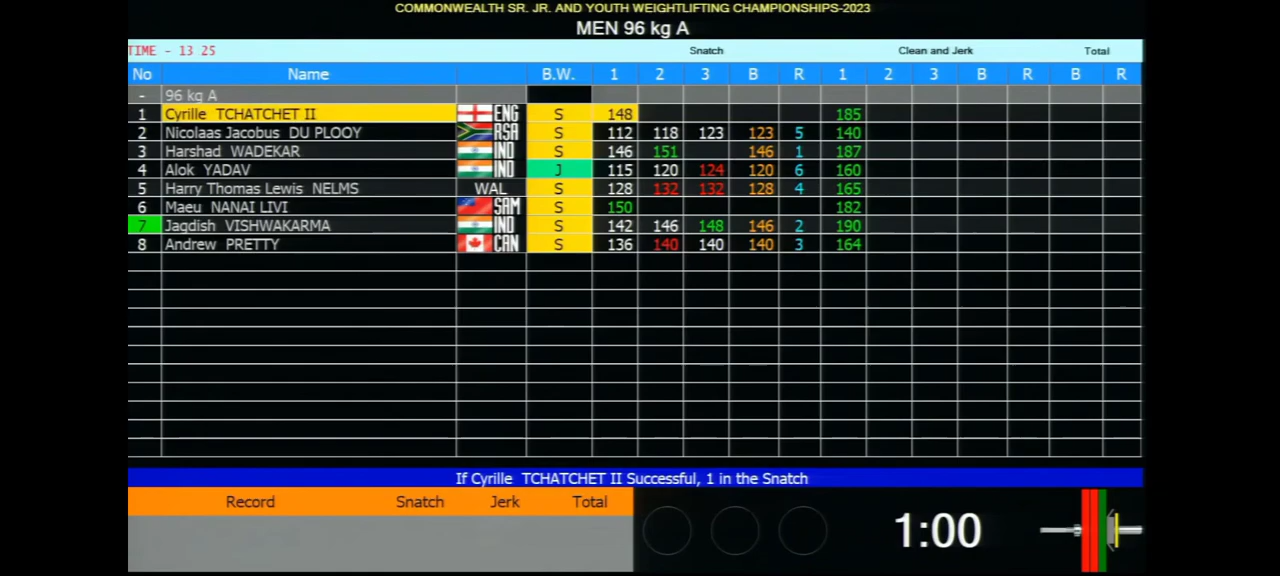 COMMONWEALTH SR. JR. AND YOUTH WEIGHTLIFTING CHAMPIONSHIPS-2023
MEN 96 kg A
TIME - 13 25 Snatch Clean and Jerk Total
No Name B.W. 1 2 3 B R 1 2 3 B R B R
- 96 kg A
1 Cyrille TCHATCHET II ENG S 148 185
2 Nicolaas Jacobus DU PLOOY RSA S 112 118 123 123 5 140
3 Harshad WADEKAR IND S 146 151 146 1 187
4 Alok YADAV IND J 115 120 124 120 6 160
5 Harry Thomas Lewis NELMS WAL S 128 132 132 128 4 165
6 Maeu NANAI LIVI SAM S 150 182
7 Jagdish VISHWAKARMA IND S 142 146 148 146 2 190
8 Andrew PRETTY CAN S 136 140 140 140 3 164
If Cyrille TCHATCHET II Successful, 1 in the Snatch
Record Snatch Jerk Total
1:00